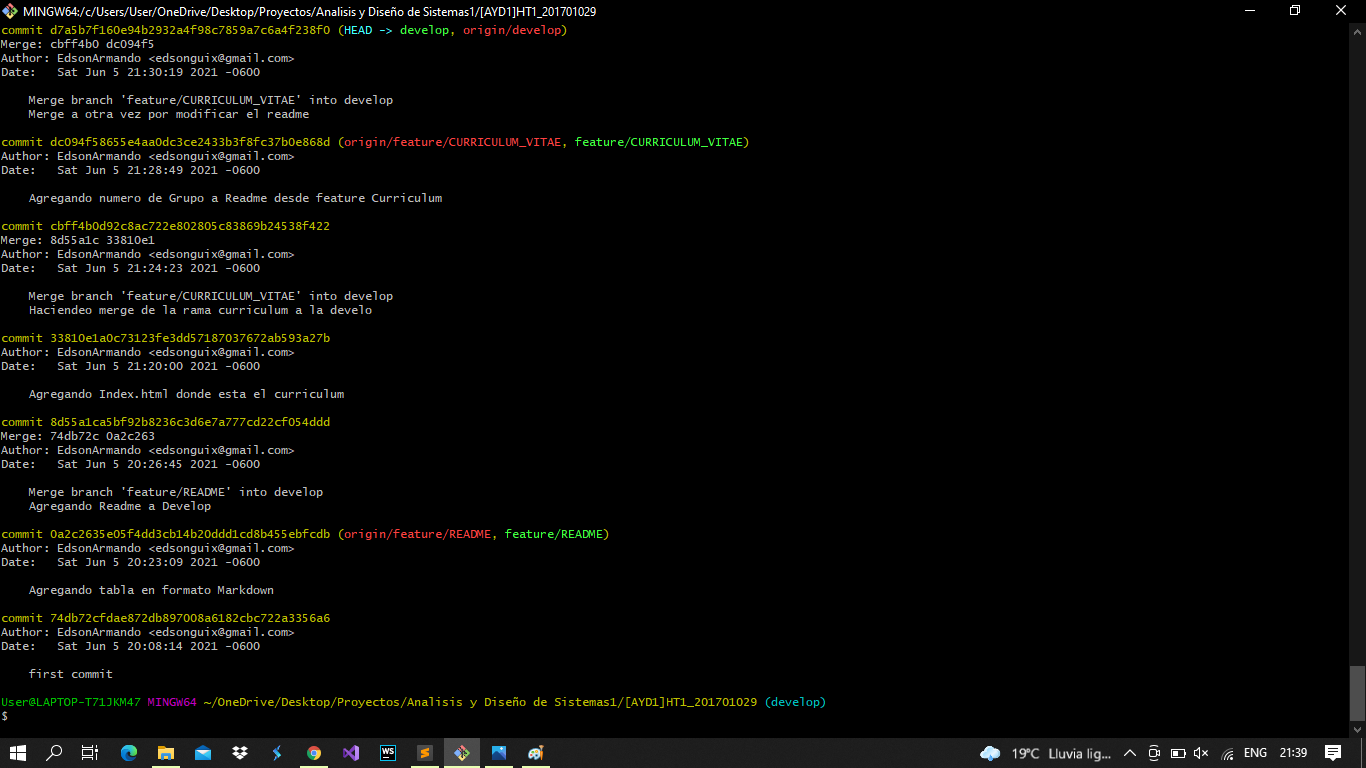 MINGW64:/c/Users/User/OneDrive/Desktop/Proyectos/Analisis y Diseño de Sistemas1/[AYD1]HT1_201701029
commit d7a5b7f160e94b2932a4f98c7859a7c6a4f238f0 (HEAD -> develop, origin/develop)
Merge: cbff4b0 dc094f5
Author: EdsonArmando <edsonguix@gmail.com>
Date:   Sat Jun 5 21:30:19 2021 -0600
Merge branch 'feature/CURRICULUM_VITAE' into develop
Merge a otra vez por modificar el readme
commit dc094f58655e4aa0dc3ce2433b3f8fc37b0e868d (origin/feature/CURRICULUM_VITAE, feature/CURRICULUM_VITAE)
Author: EdsonArmando <edsonguix@gmail.com>
Date:   Sat Jun 5 21:28:49 2021 -0600
Agregando numero de Grupo a Readme desde feature Curriculum
commit cbff4b0d92c8ac722e802805c83869b24538f422
Merge: 8d55a1c 33810e1
Author: EdsonArmando <edsonguix@gmail.com>
Date:   Sat Jun 5 21:24:23 2021 -0600
Merge branch 'feature/CURRICULUM_VITAE' into develop
Haciendeo merge de la rama curriculum a la develo
commit 33810e1a0c73123fe3dd57187037672ab593a27b
Author: EdsonArmando <edsonguix@gmail.com>
Date:   Sat Jun 5 21:20:00 2021 -0600
Agregando Index.html donde esta el curriculum
commit 8d55a1ca5bf92b8236c3d6e7a777cd22cf054ddd
Merge: 74db72c 0a2c263
Author: EdsonArmando <edsonguix@gmail.com>
Date:   Sat Jun 5 20:26:45 2021 -0600
Merge branch 'feature/README' into develop
Agregando Readme a Develop
commit 0a2c2635e05f4dd3cb14b20ddd1cd8b455ebfcdb (origin/feature/README, feature/README)
Author: EdsonArmando <edsonguix@gmail.com>
Date:   Sat Jun 5 20:23:09 2021 -0600
Agregando tabla en formato Markdown
commit 74db72cfdae872db897008a6182cbc722a3356a6
Author: EdsonArmando <edsonguix@gmail.com>
Date:   Sat Jun 5 20:08:14 2021 -0600
first commit
User@LAPTOP-T71JKM47 MINGW64 ~/OneDrive/Desktop/Proyectos/Analisis y Diseño de Sistemas1/[AYD1]HT1_201701029 (develop)
$
WS
19°C Lluvia lig... ENG 21:39